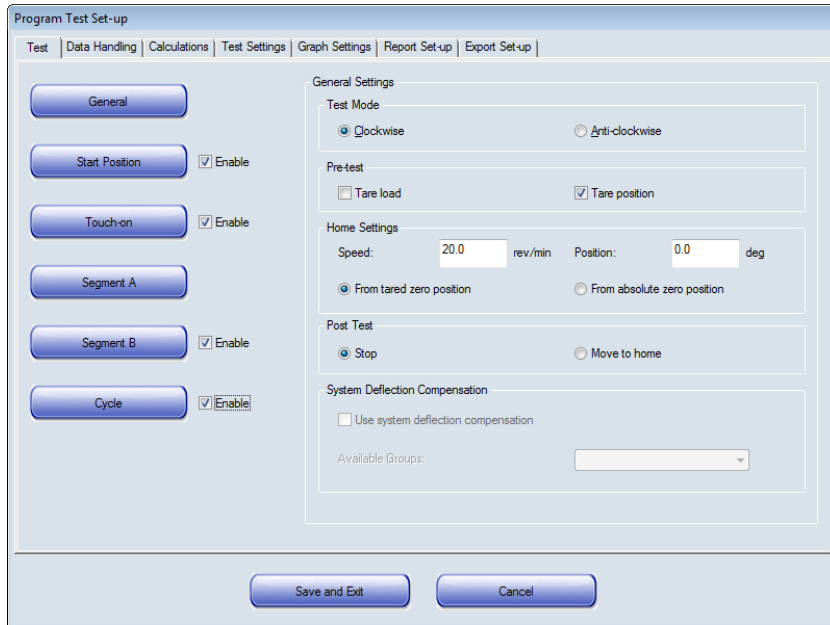 Program Test Set-up
Test Data Handling Calculations Test Settings Graph Settings Report Set-up Export Set-up
General
Start Position Enable
Touch-on Enable
Segment A
Segment B Enable
Cycle Enable
General Settings
Test Mode
Clockwise Anti-clockwise
Pre-test
Tare load Tare position
Home Settings
Speed: 20.0 rev/min Position: 0.0 deg
From tared zero position From absolute zero position
Post Test
Stop Move to home
System Deflection Compensation
Use system deflection compensation
Available Groups:
Save and Exit Cancel